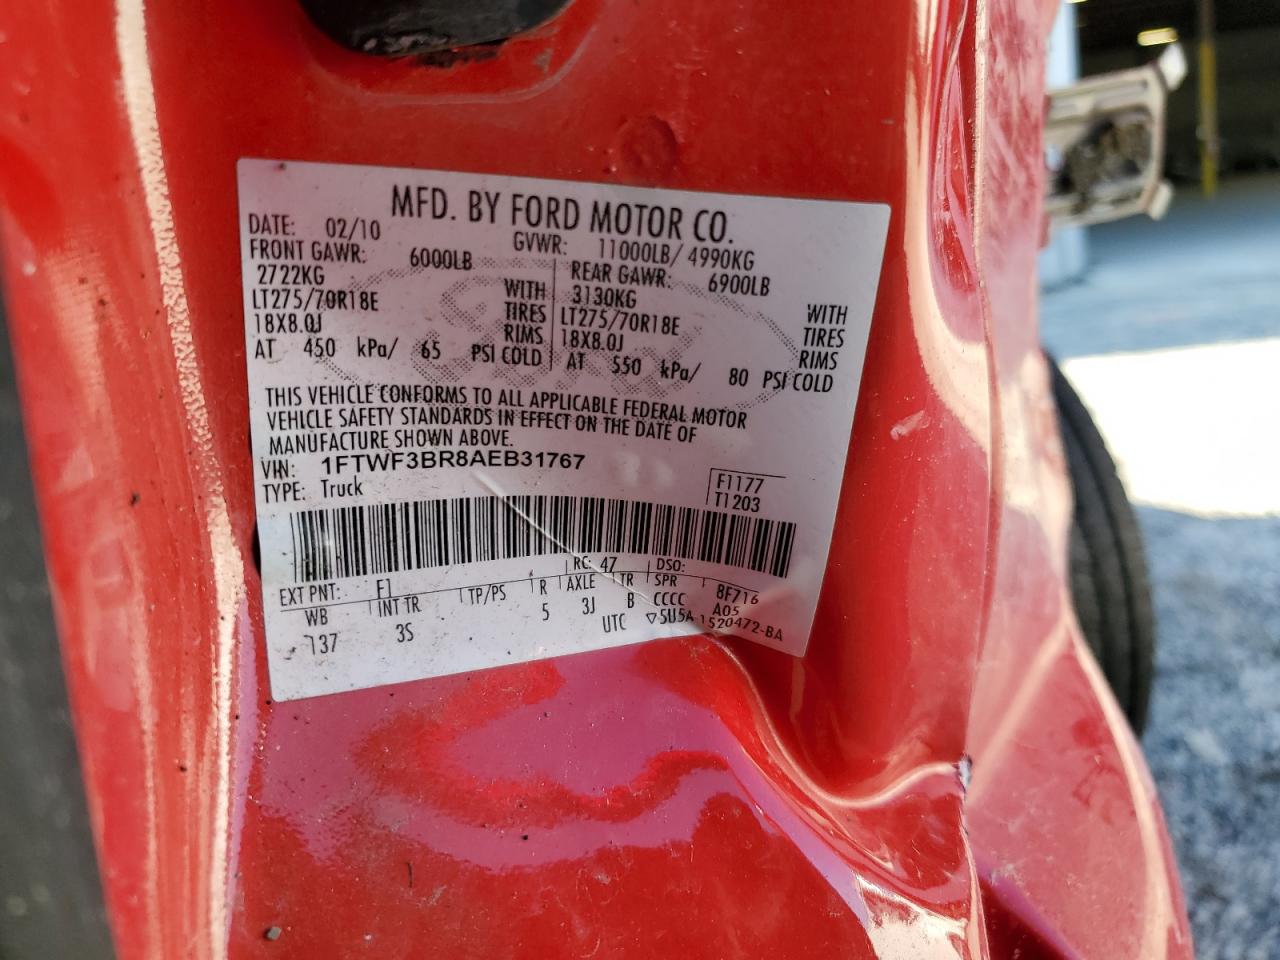 MFD. BY FORD MOTOR CO.
DATE: 02/10 GVWR: 11000LB/ 4990KG
FRONT GAWR: 6000LB REAR GAWR: 6900LB
2722KG WITH 3130KG WITH
LT275/70R18E TIRES LT275/70R18E TIRES
18X8.0J RIMS 18X8.0J RIMS
AT 450 kPa/ 65 PSI COLD AT 550 kPa/ 80 PSI COLD
THIS VEHICLE CONFORMS TO ALL APPLICABLE FEDERAL MOTOR
VEHICLE SAFETY STANDARDS IN EFFECT ON THE DATE OF
MANUFACTURE SHOWN ABOVE.
VIN: 1FTWF3BR8AEB31767
TYPE: Truck
F1177
T1203
EXT PNT: F1 RC: 47 DSO:
WB INT TR TP/PS R AXLE TR SPR 8F716
137 3S 5 3J B CCCC A05
UTC ▽5U5A 1520472-BA